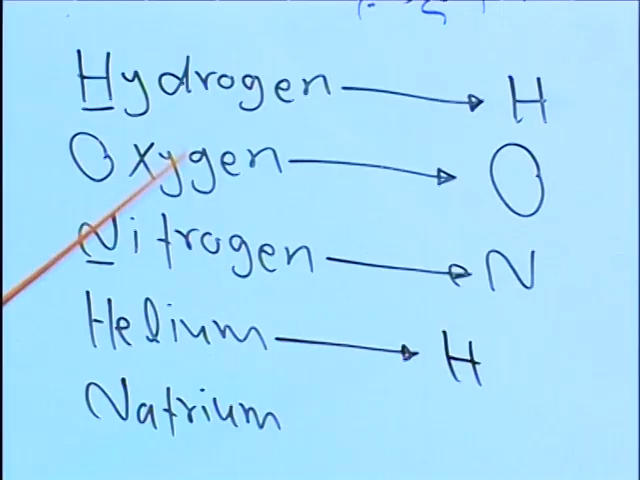 Hydrogen → H
Oxygen → O
Nitrogen → N
Helium → H
Natrium